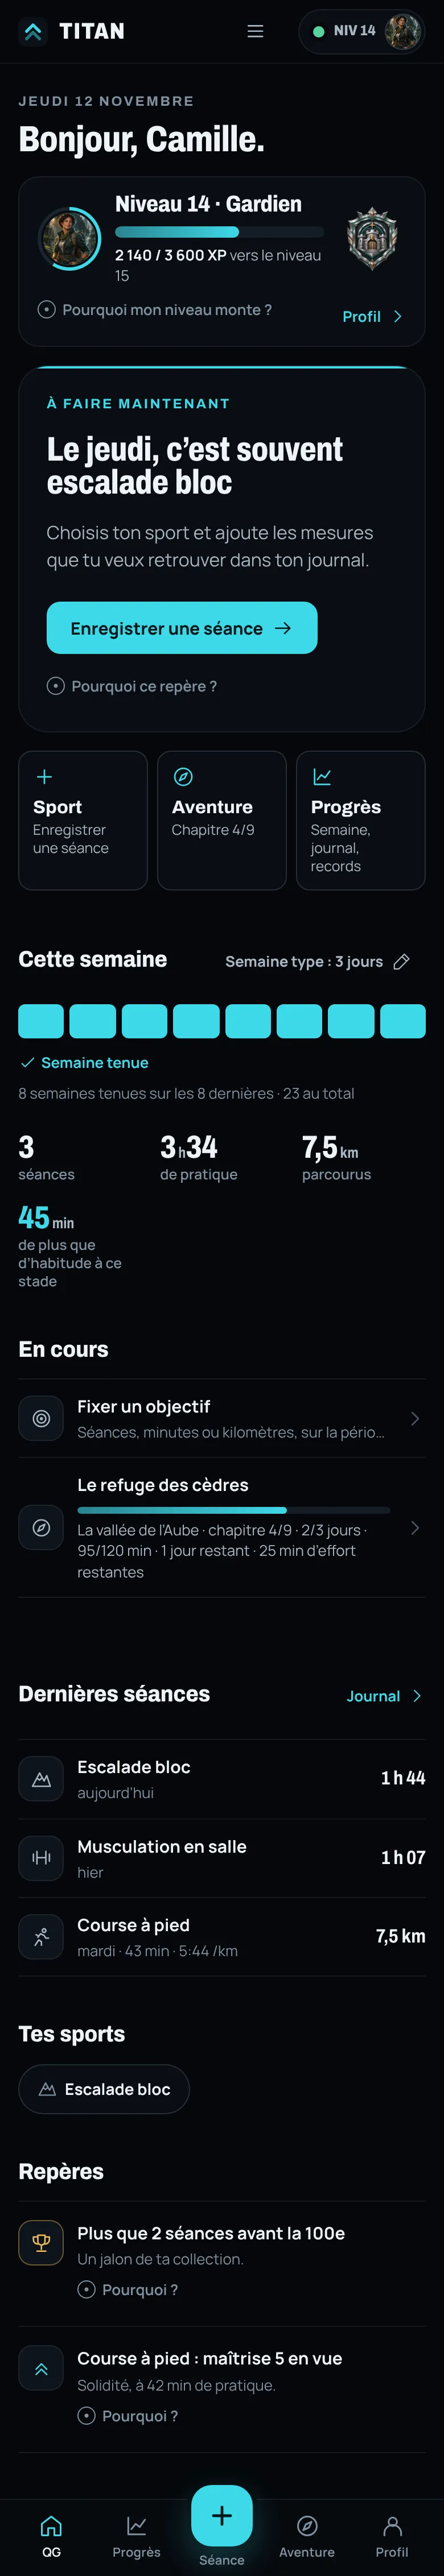 TITAN
NIV 14
JEUDI 12 NOVEMBRE
Bonjour, Camille.
Niveau 14 · Gardien
2 140 / 3 600 XP vers le niveau
15
Pourquoi mon niveau monte ?
Profil
À FAIRE MAINTENANT
Le jeudi, c’est souvent
escalade bloc
Choisis ton sport et ajoute les mesures
que tu veux retrouver dans ton journal.
Enregistrer une séance
Pourquoi ce repère ?
Sport
Enregistrer
une séance
Aventure
Chapitre 4/9
Progrès
Semaine,
journal,
records
Cette semaine
Semaine type : 3 jours
Semaine tenue
8 semaines tenues sur les 8 dernières · 23 au total
3
séances
3 h 34
de pratique
7,5 km
parcourus
45 min
de plus que
d’habitude à ce
stade
En cours
Fixer un objectif
Séances, minutes ou kilomètres, sur la pério…
Le refuge des cèdres
La vallée de l’Aube · chapitre 4/9 · 2/3 jours ·
95/120 min · 1 jour restant · 25 min d’effort
restantes
Dernières séances
Journal
Escalade bloc
aujourd’hui
1 h 44
Musculation en salle
hier
1 h 07
Course à pied
mardi · 43 min · 5:44 /km
7,5 km
Tes sports
Escalade bloc
Repères
Plus que 2 séances avant la 100e
Un jalon de ta collection.
Pourquoi ?
Course à pied : maîtrise 5 en vue
Solidité, à 42 min de pratique.
Pourquoi ?
QG
Progrès
Séance
Aventure
Profil